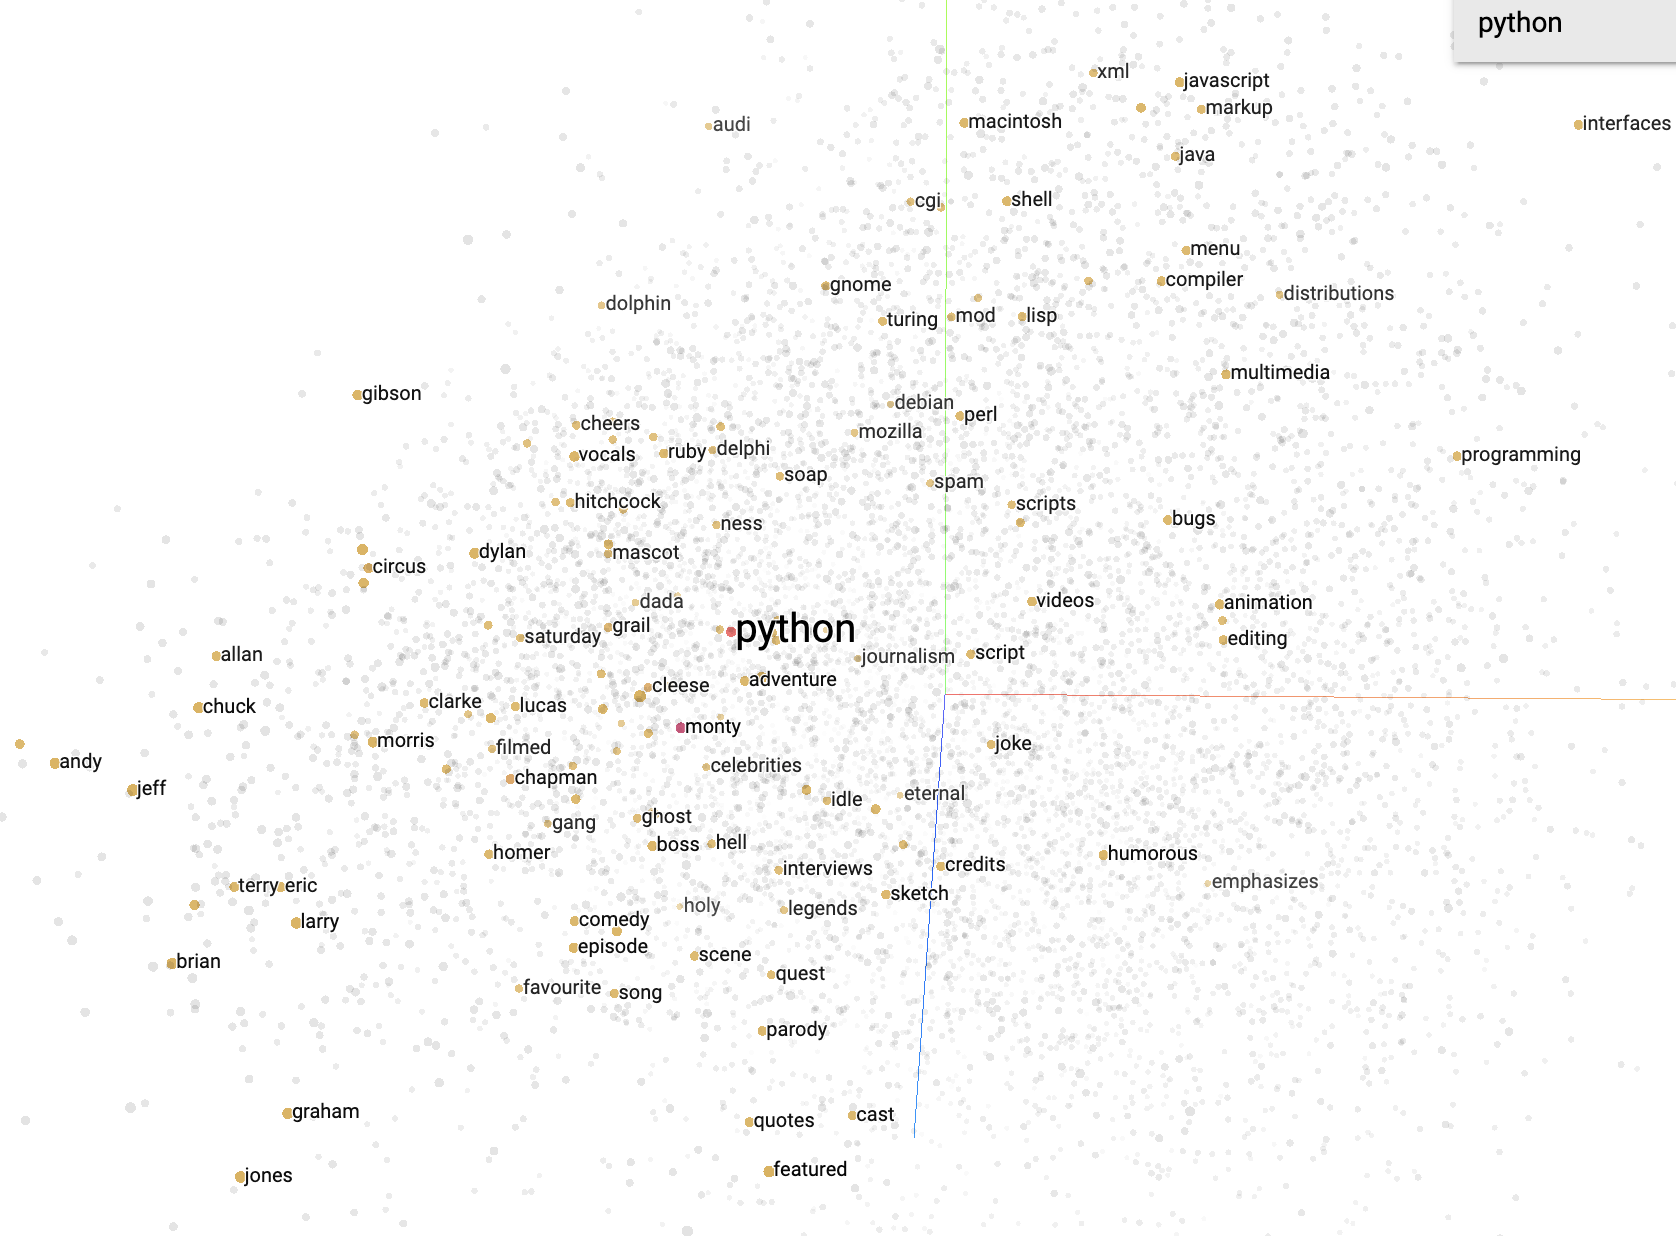 python
xml
javascript
markup
macintosh
interfaces
audi
java
cgi
shell
menu
compiler
gnome
distributions
dolphin
turing
mod
lisp
multimedia
gibson
debian
perl
cheers
mozilla
vocals
ruby
delphi
programming
soap
spam
hitchcock
scripts
ness
bugs
dylan
mascot
circus
dada
videos
animation
saturday
grail
python
editing
allan
journalism
script
cleese
adventure
chuck
clarke
lucas
monty
morris
filmed
joke
andy
chapman
celebrities
jeff
idle
eternal
gang
ghost
homer
boss
hell
humorous
interviews
credits
terry
eric
sketch
emphasizes
holy
legends
larry
comedy
episode
scene
brian
quest
favourite
song
parody
graham
quotes
cast
jones
featured